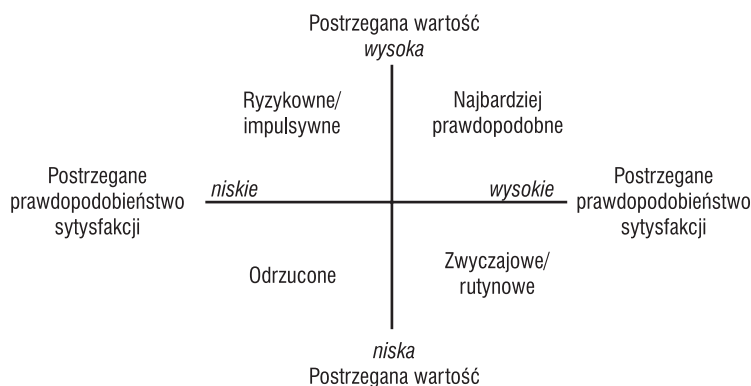 Postrzegana wartość
wysoka
Ryzykowne/
impulsywne
Najbardziej
prawdopodobne
Postrzegane
prawdopodobieństwo
sytysfakcji
niskie
wysokie
Postrzegane
prawdopodobieństwo
sytysfakcji
Odrzucone
Zwyczajowe/
rutynowe
niska
Postrzegana wartość